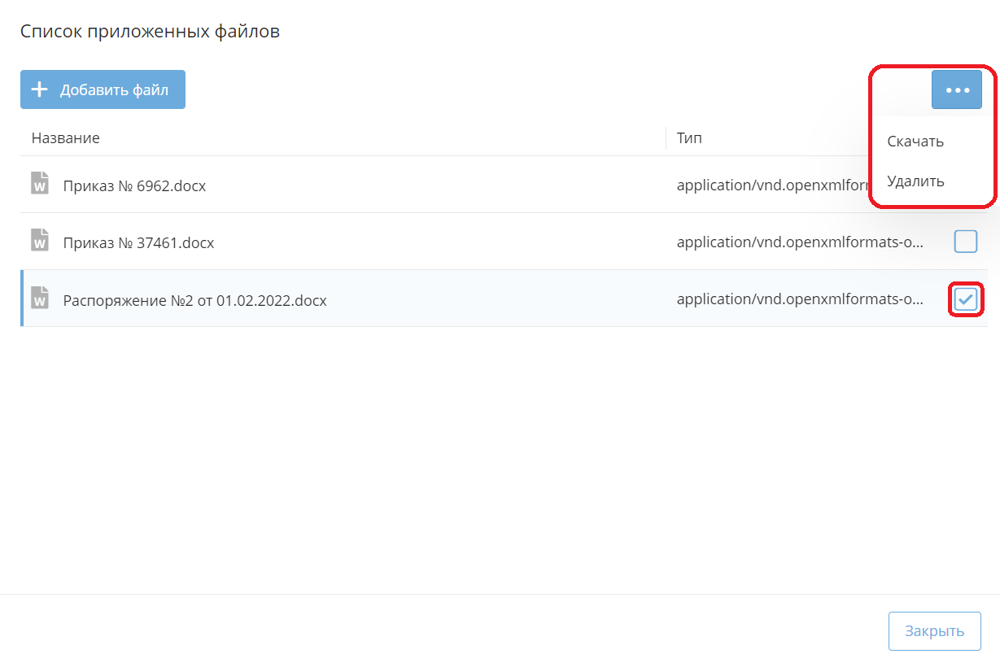 Список приложенных файлов
Добавить файл
Название Тип
Скачать
Приказ № 6962.docx application/vnd.openxmlfor
Удалить
Приказ № 37461.docx application/vnd.openxmlformats-o...
Распоряжение №2 от 01.02.2022.docx application/vnd.openxmlformats-o...
Закрыть